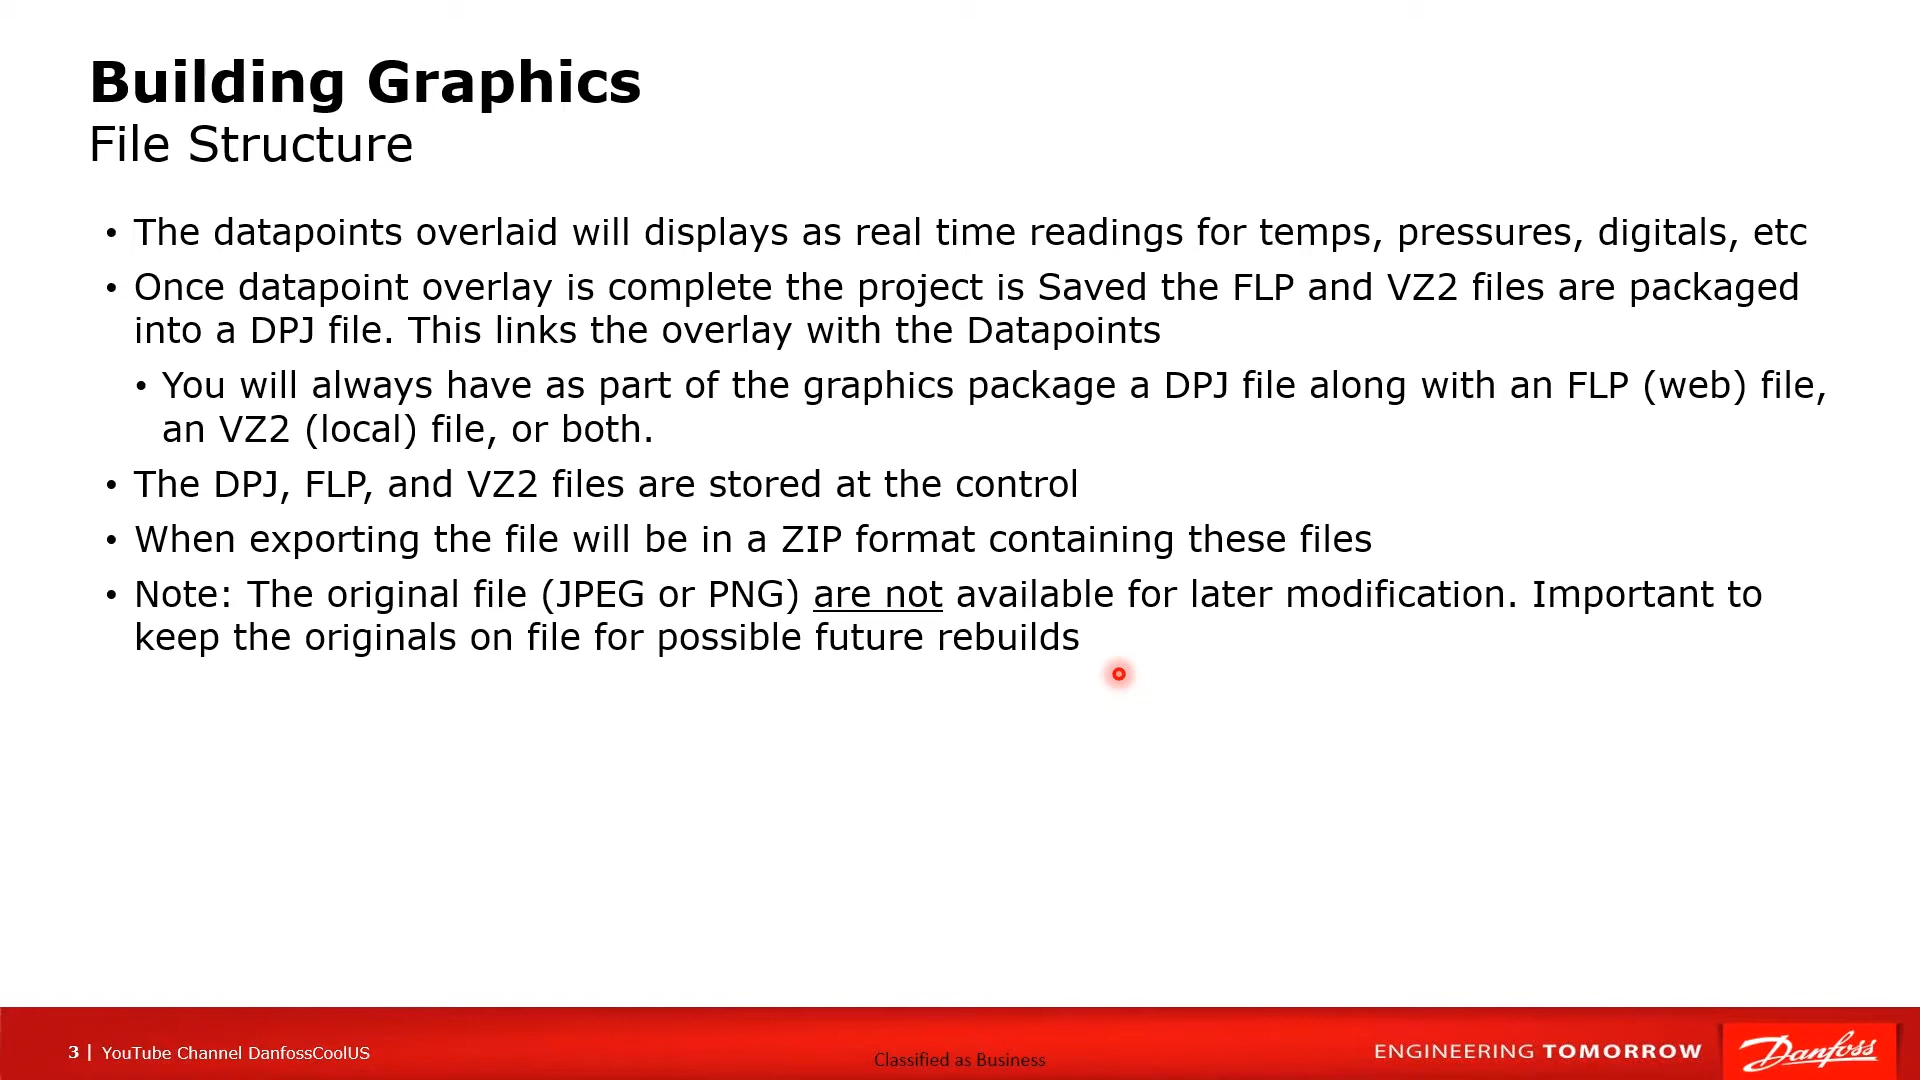 Building Graphics
File Structure
• The datapoints overlaid will displays as real time readings for temps, pressures, digitals, etc
• Once datapoint overlay is complete the project is Saved the FLP and VZ2 files are packaged
into a DPJ file. This links the overlay with the Datapoints
• You will always have as part of the graphics package a DPJ file along with an FLP (web) file,
an VZ2 (local) file, or both.
• The DPJ, FLP, and VZ2 files are stored at the control
• When exporting the file will be in a ZIP format containing these files
• Note: The original file (JPEG or PNG) are not available for later modification. Important to
keep the originals on file for possible future rebuilds
3 | YouTube Channel DanfossCoolUS
Classified as Business
ENGINEERING TOMORROW
Danfoss